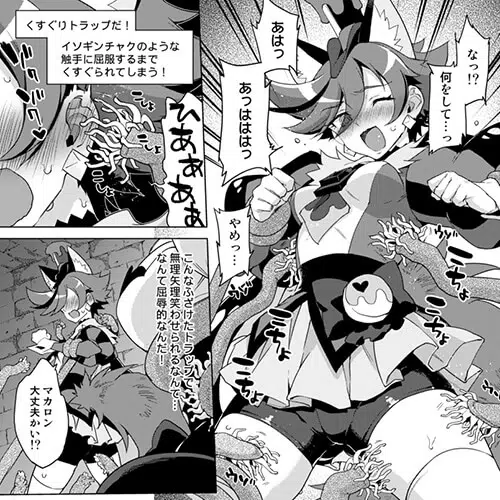 くすぐりトラップだ!
イソギンチャクのような
触手に屈服するまで
くすぐられてしまう!
なっ!?
何をして…っ
あはっ
あっははははっ
やめっ…
ひあぁあぁ
こちょ
こちょ
こちょ
こちょ
こんなふざけたトラップで、
無理矢理笑わせられるなんて…
なんて屈辱的なんだ!
マカロン
大丈夫かい!?